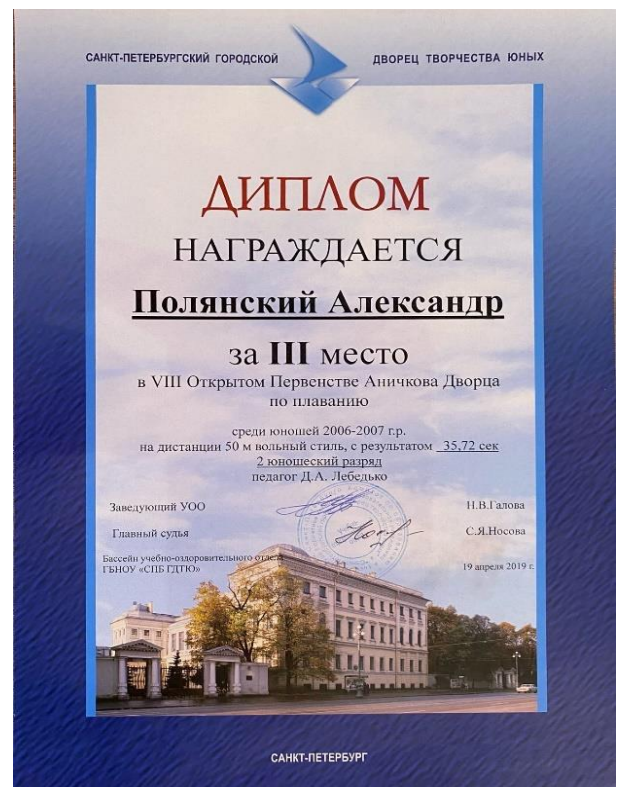 САНКТ-ПЕТЕРБУРГСКИЙ ГОРОДСКОЙ ДВОРЕЦ ТВОРЧЕСТВА ЮНЫХ
ДИПЛОМ
НАГРАЖДАЕТСЯ
Полянский Александр
за III место
в VIII Открытом Первенстве Аничкова Дворца
по плаванию
среди юношей 2006-2007 г.р.
на дистанции 50 м вольный стиль, с результатом 35,72 сек
2 юношеский разряд
педагог Д.А. Лебедько
Заведующий УОО Н.В.Галова
Главный судья С.Я.Носова
Бассейн учебно-оздоровительного отдела
ГБНОУ «СПБ ГДТЮ» 19 апреля 2019 г.
САНКТ-ПЕТЕРБУРГ